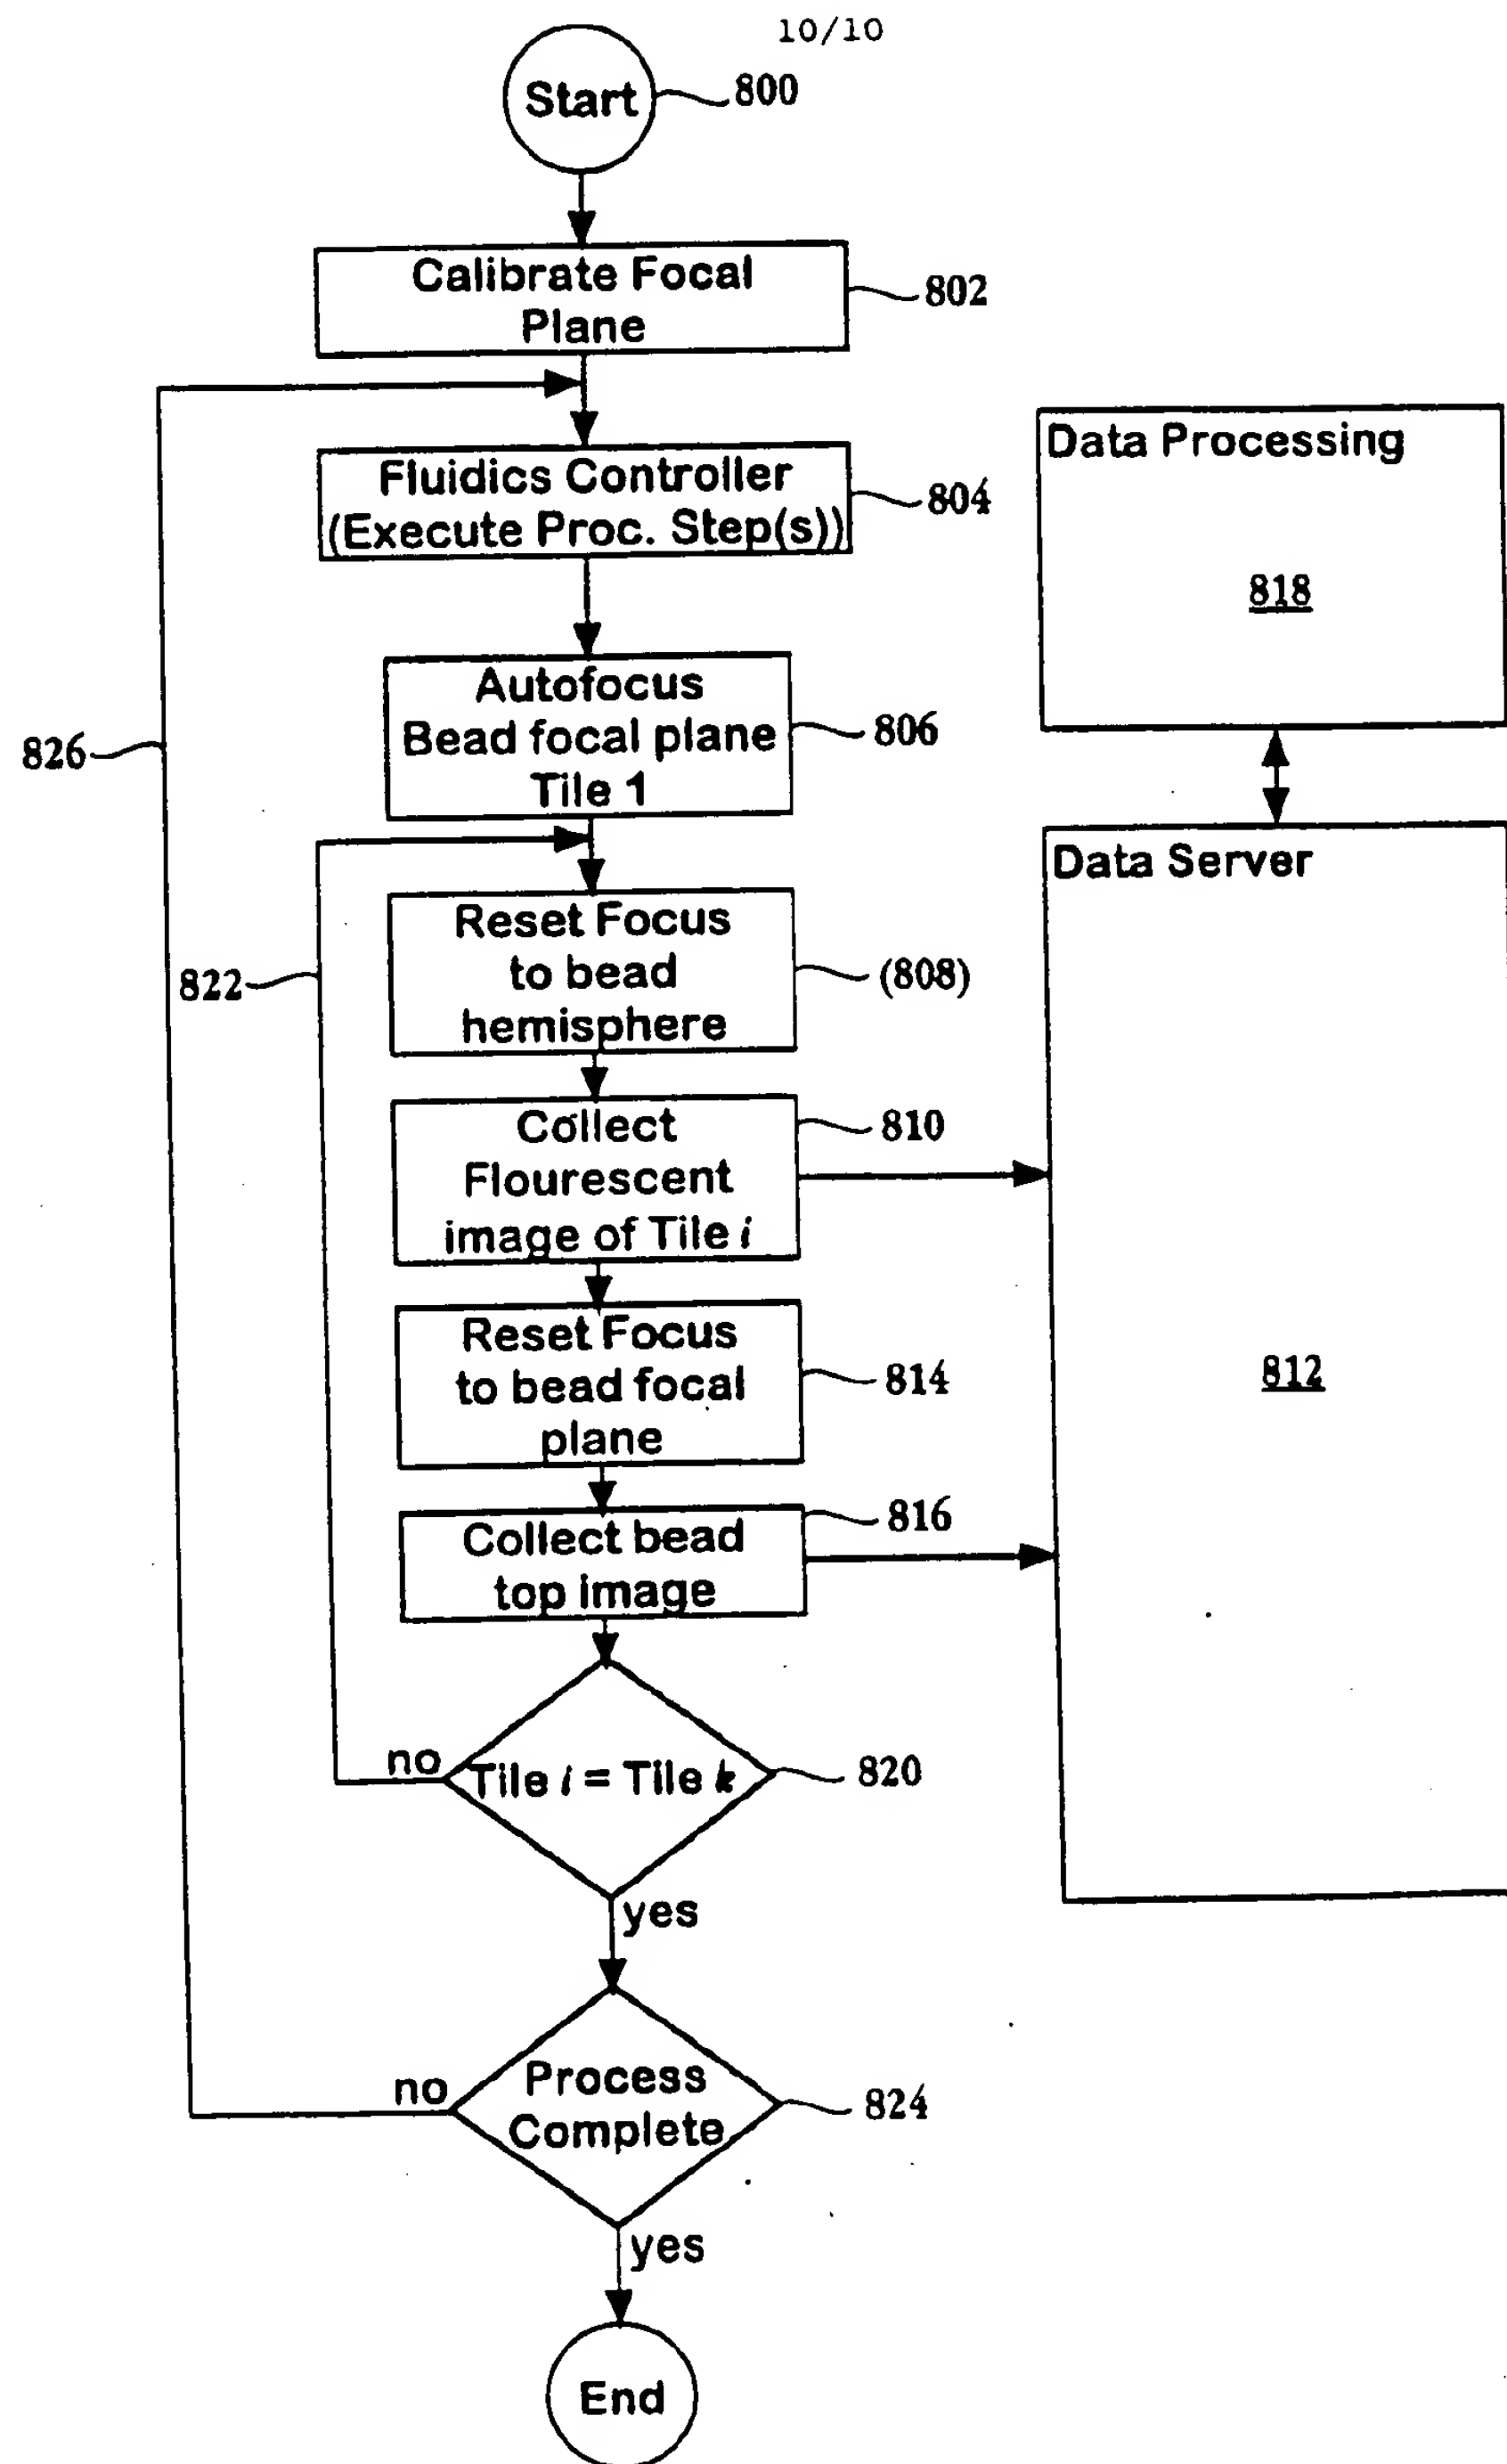 10/10
Start
800
Calibrate Focal
Plane
802
Fluidics Controller
(Execute Proc. Step(s))
804
Data Processing
818
Autofocus
Bead focal plane
Tile 1
806
826
Data Server
812
Reset Focus
to bead
hemisphere
(808)
822
Collect
Flourescent
image of Tile i
810
Reset Focus
to bead focal
plane
814
Collect bead
top image
816
no
Tile i = Tile k
820
yes
no
Process
Complete
824
yes
End